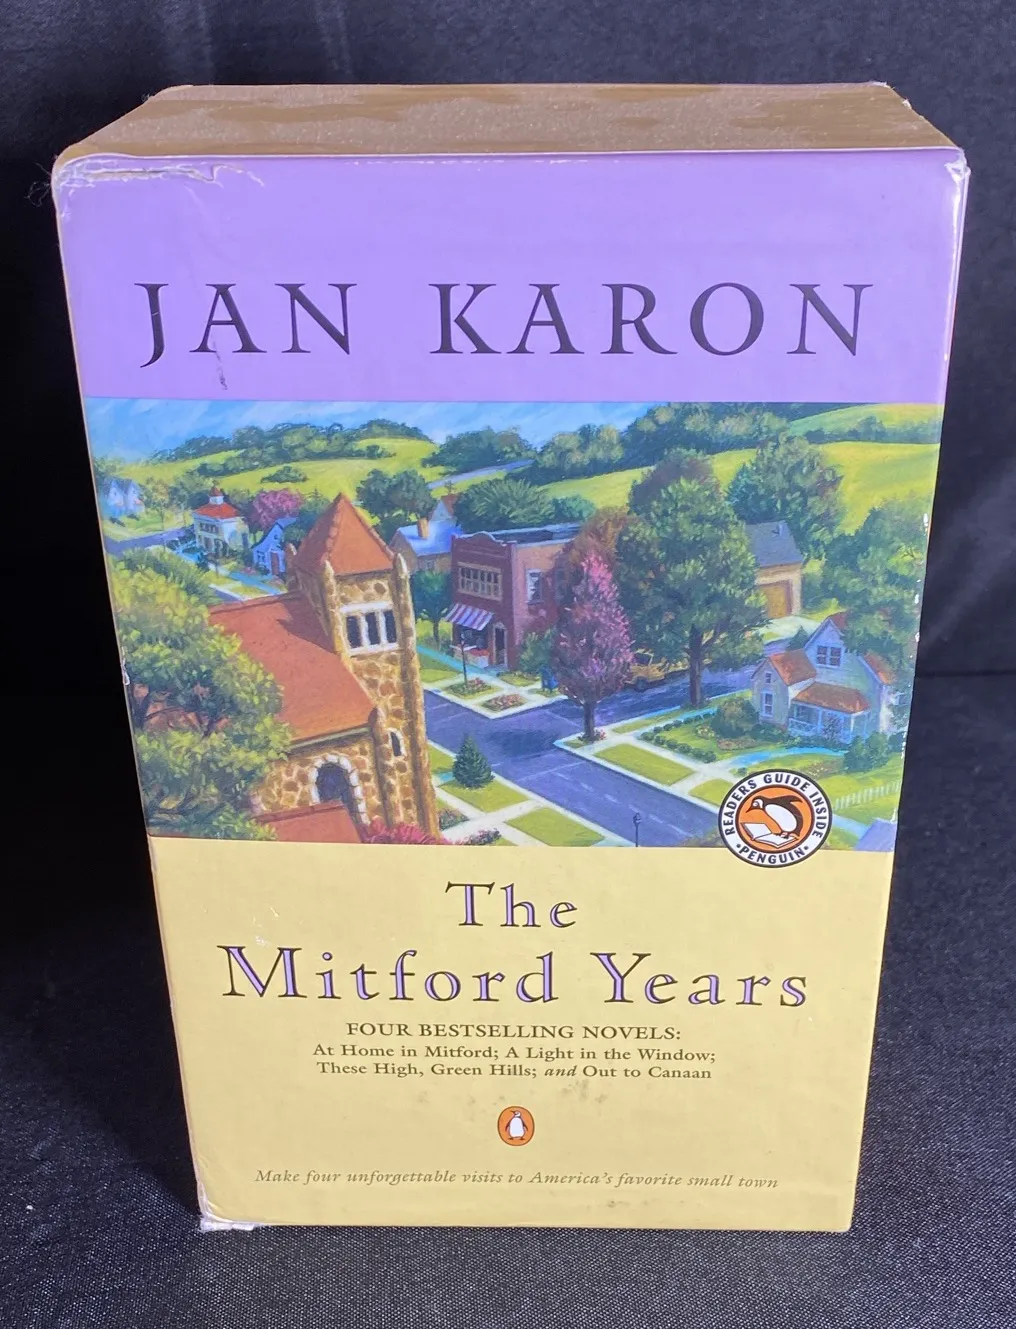 JAN KARON
READERS GUIDE INSIDE
•PENGUIN•
The
Mitford Years
FOUR BESTSELLING NOVELS:
At Home in Mitford; A Light in the Window;
These High, Green Hills; and Out to Canaan
Make four unforgettable visits to America's favorite small town